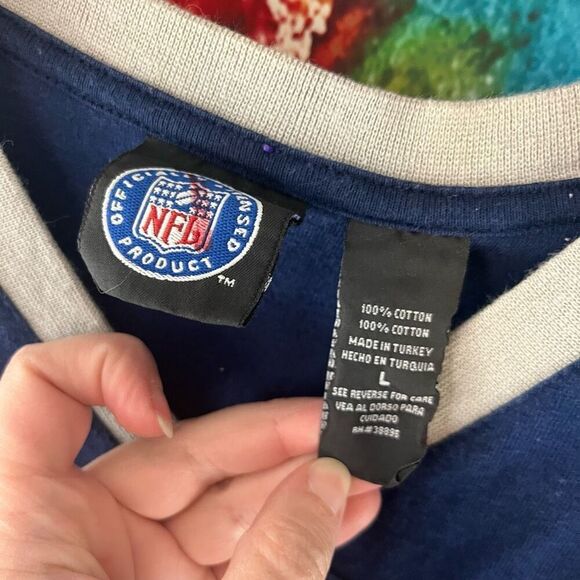 OFFICIALLY LICENSED
PRODUCT
NFL
TM
100% COTTON
100% COTTON
MADE IN TURKEY
HECHO EN TURQUIA
L
SEE REVERSE FOR CARE
VEA AL DORSO PARA
CUIDADO